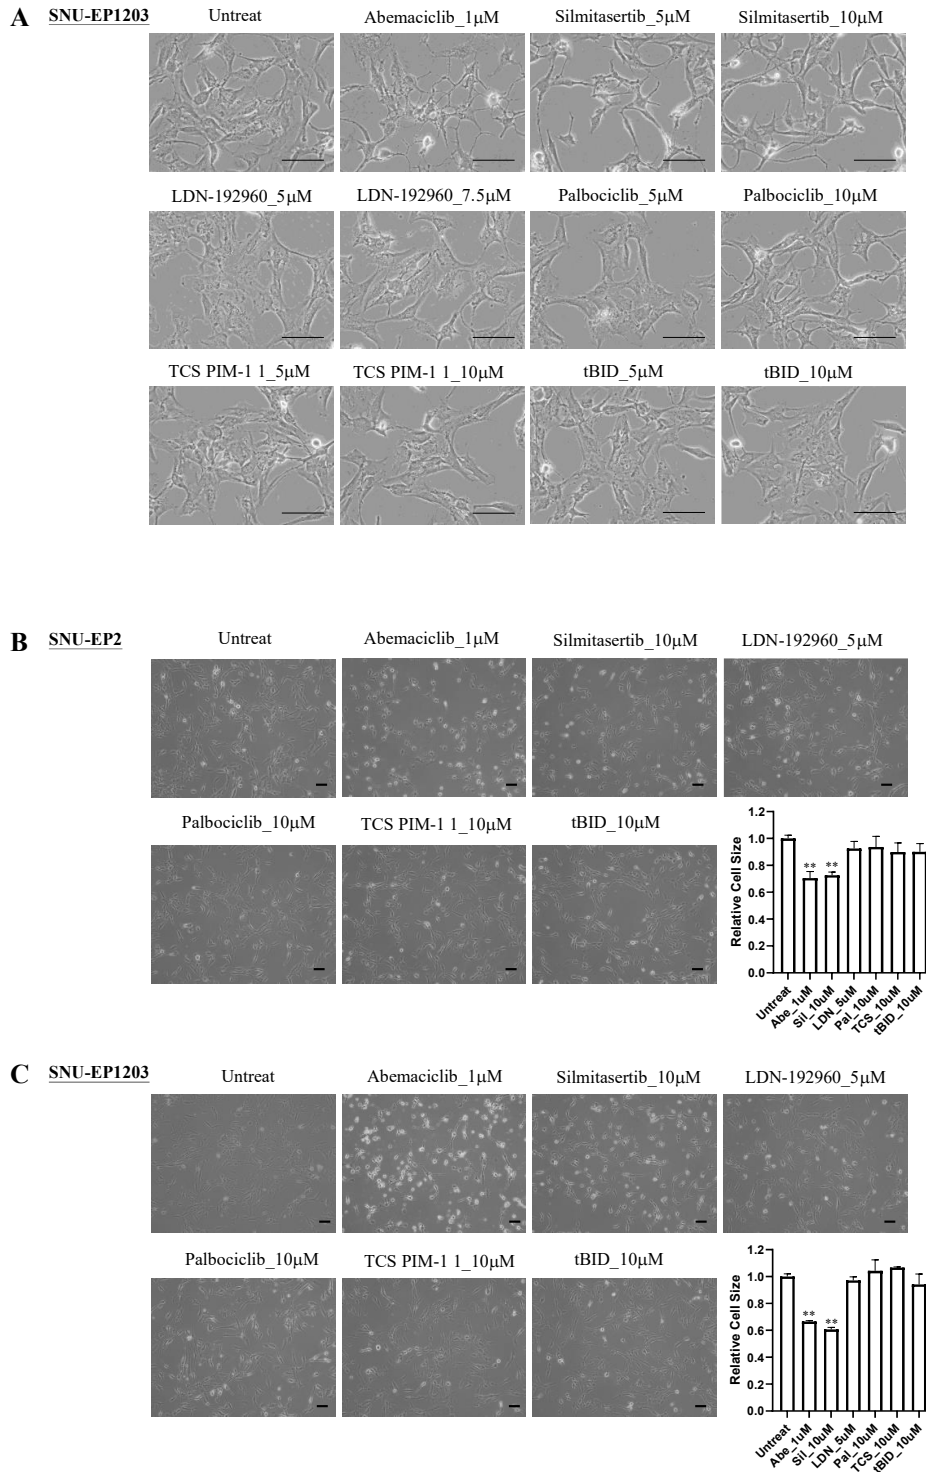 A SNU-EP1203 Untreat Abemaciclib_1μM Silmitasertib_5μM Silmitasertib_10μM
LDN-192960_5μM LDN-192960_7.5μM Palbociclib_5μM Palbociclib_10μM
TCS PIM-1 1_5μM TCS PIM-1 1_10μM tBID_5μM tBID_10μM
B SNU-EP2 Untreat Abemaciclib_1μM Silmitasertib_10μM LDN-192960_5μM
Palbociclib_10μM TCS PIM-1 1_10μM tBID_10μM
Relative Cell Size
1.2
1.0
0.8
0.6
0.4
0.2
0.0
** **
Untreat
Abe_1uM
Sil_10uM
LDN_5uM
Pal_10uM
TCS_10uM
tBID_10uM
C SNU-EP1203 Untreat Abemaciclib_1μM Silmitasertib_10μM LDN-192960_5μM
Palbociclib_10μM TCS PIM-1 1_10μM tBID_10μM
Relative Cell Size
1.2
1.0
0.8
0.6
0.4
0.2
0.0
** **
Untreat
Abe_1uM
Sil_10uM
LDN_5uM
Pal_10uM
TCS_10uM
tBID_10uM